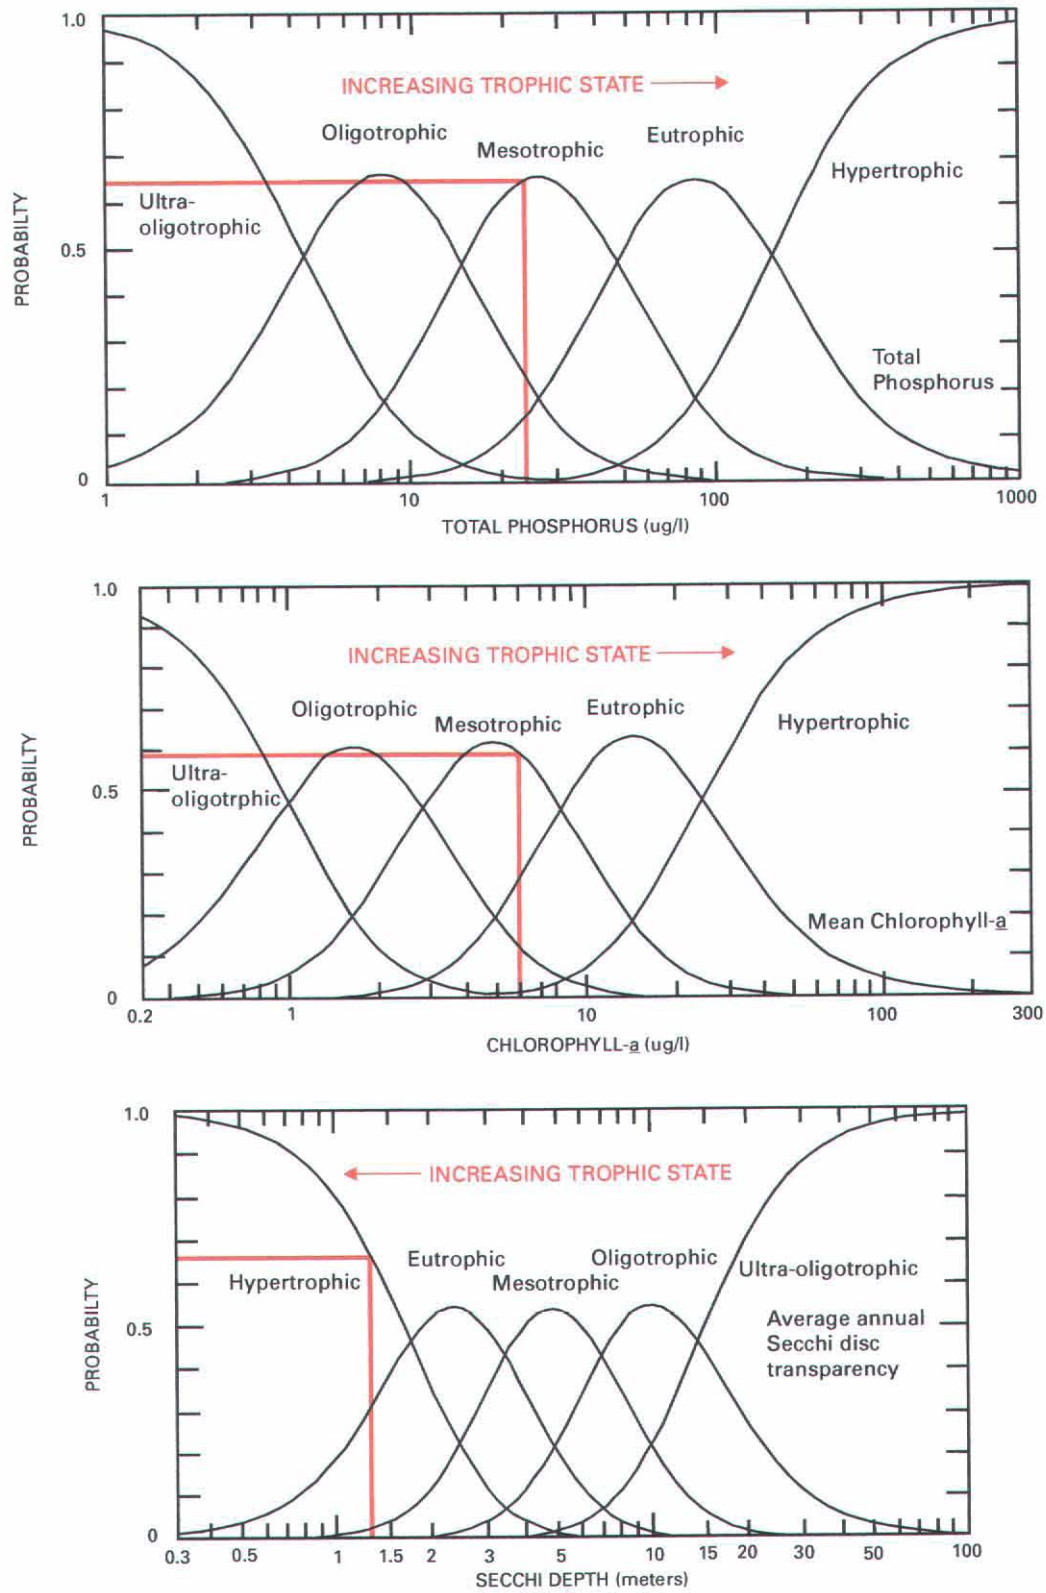 1.0
INCREASING TROPHIC STATE
Oligotrophic
Mesotrophic
Eutrophic
Hypertrophic
Ultra-
oligotrophic
PROBABILTY
0.5
Total
Phosphorus
0
1 10 100 1000
TOTAL PHOSPHORUS (ug/l)
1.0
INCREASING TROPHIC STATE
Oligotrophic
Mesotrophic
Eutrophic
Hypertrophic
Ultra-
oligotrphic
PROBABILTY
0.5
Mean Chlorophyll-a
0
0.2 1 10 100 300
CHLOROPHYLL-a (ug/l)
1.0
INCREASING TROPHIC STATE
Hypertrophic
Eutrophic
Mesotrophic
Oligotrophic
Ultra-oligotrophic
PROBABILTY
0.5
Average annual
Secchi disc
transparency
0
0.3 0.5 1 1.5 2 3 5 10 15 20 30 50 100
SECCHI DEPTH (meters)